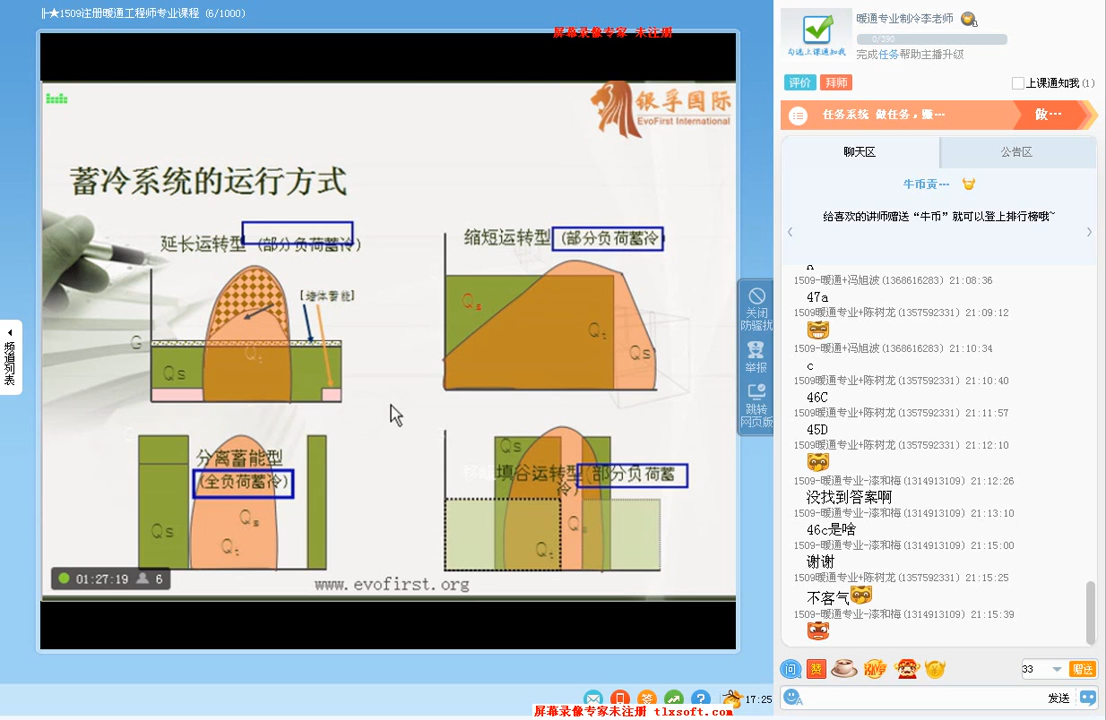 ╟★1509注册暖通工程师专业课程 (6/1000)
屏幕录像专家 未注册
银孚国际
EvoFirst International
蓄冷系统的运行方式
延长运转型（部分负荷蓄冷）
缩短运转型（部分负荷蓄冷
[墙体蓄能]
G
Qs
Qt
Qs
Qt
Qs
分离蓄能型
(全负荷蓄冷)
Qs
Qs
Qt
Qs
填谷运转型(部分负荷蓄
冷)
Qs
Qt
01:27:19 6
www.evofirst.org
频道列表
关闭
防骚扰
举报
跳转
网页版
17:25
屏幕录像专家未注册 tlxsoft.com
勾选上课通知我
暖通专业制冷李老师
0/390
完成任务帮助主播升级
评价 拜师
上课通知我(1)
任务系统 做任务，赚…
做…
聊天区
公告区
牛币贡…
给喜欢的讲师赠送“牛币”就可以登上排行榜哦~
1509-暖通+冯旭波(1368616283) 21:08:36
47a
1509暖通专业+陈树龙(1357592331) 21:09:12
1509-暖通+冯旭波(1368616283) 21:10:34
c
1509暖通专业+陈树龙(1357592331) 21:10:40
46C
1509暖通专业+陈树龙(1357592331) 21:11:57
45D
1509暖通专业+陈树龙(1357592331) 21:12:10
1509-暖通专业-漆和梅(1314913109) 21:12:26
没找到答案啊
1509-暖通专业-漆和梅(1314913109) 21:13:10
46c是啥
1509-暖通专业-漆和梅(1314913109) 21:15:00
谢谢
1509暖通专业+陈树龙(1357592331) 21:15:25
不客气
1509-暖通专业-漆和梅(1314913109) 21:15:39
问 赞
33
赠送
发送